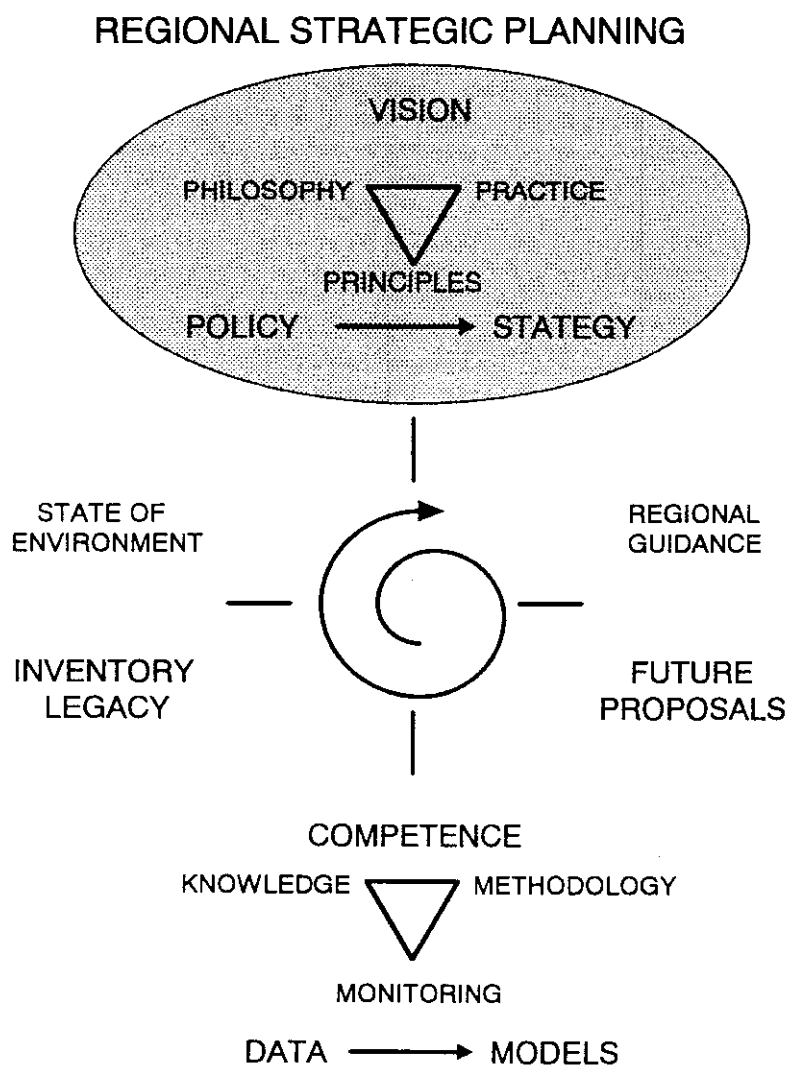 REGIONAL STRATEGIC PLANNING
VISION
PHILOSOPHY PRACTICE
PRINCIPLES
POLICY STATEGY
STATE OF
ENVIRONMENT
REGIONAL
GUIDANCE
INVENTORY
LEGACY
FUTURE
PROPOSALS
COMPETENCE
KNOWLEDGE METHODOLOGY
MONITORING
DATA MODELS